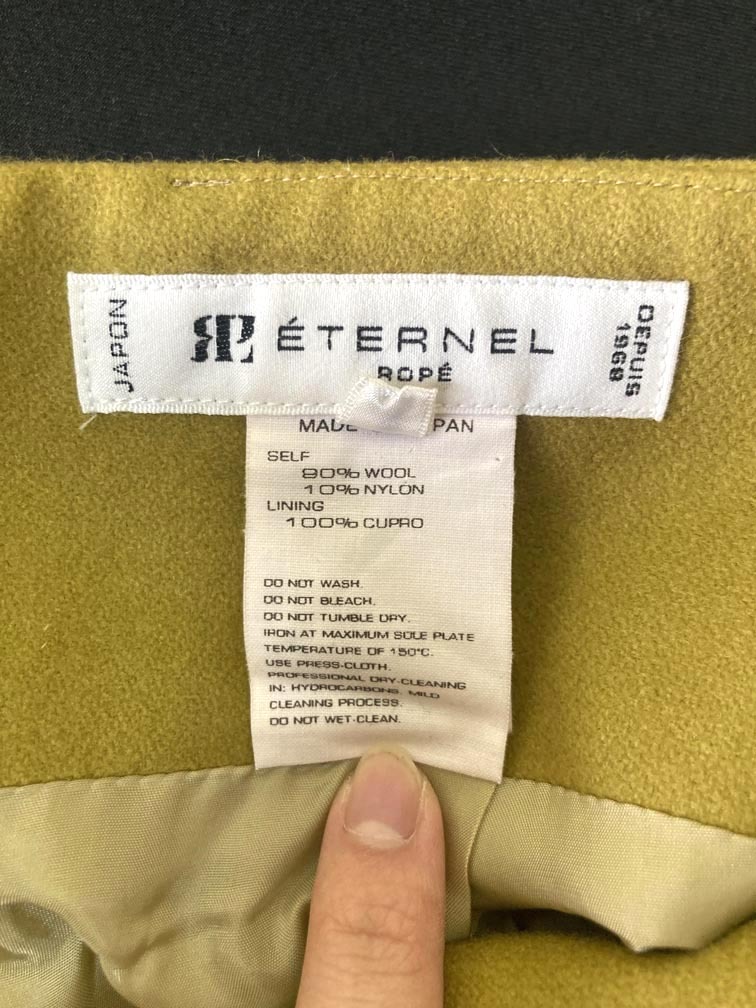 JAPON
RP ÉTERNEL
ROPÉ
DEPUIS
1968
PAN
SELF
90% WOOL
10% NYLON
LINING
100% CUPRO
DO NOT WASH.
DO NOT BLEACH.
DO NOT TUMBLE DRY.
IRON AT MAXIMUM SOLE PLATE
TEMPERATURE OF 150°C.
USE PRESS-CLOTH.
PROFESSIONAL DRY-CLEANING
IN: HYDROCARBONS, MILD
CLEANING PROCESS.
DO NOT WET-CLEAN.